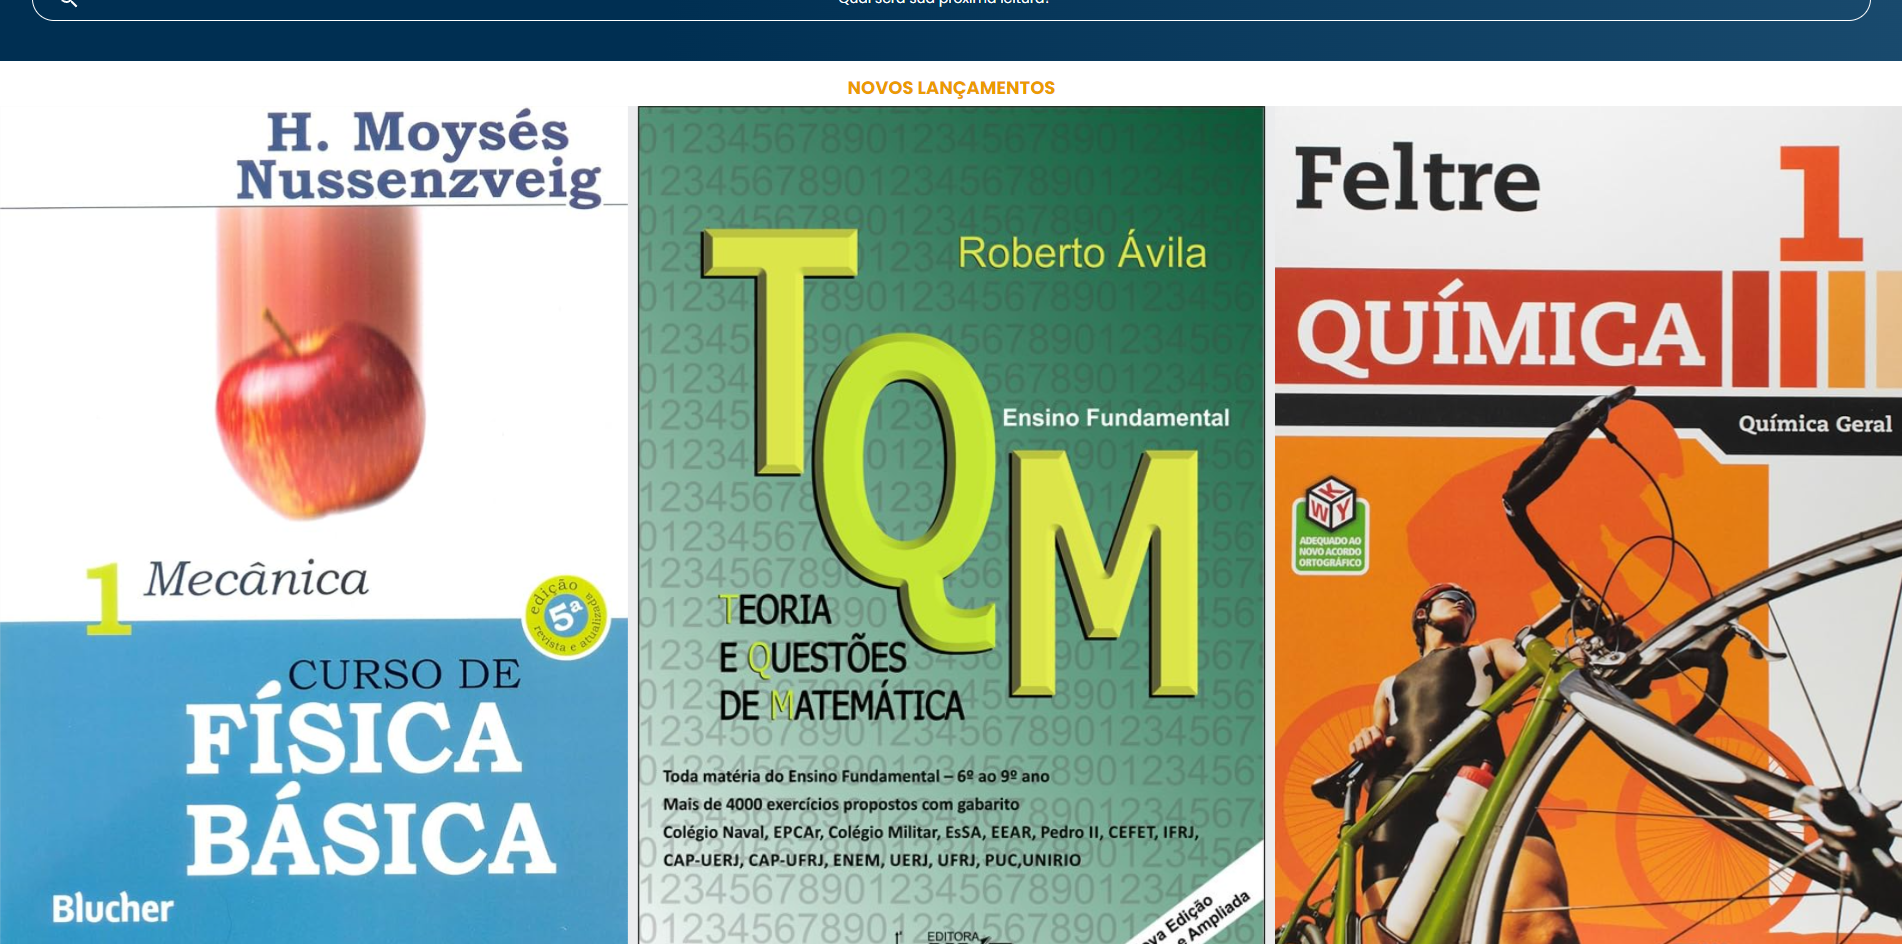 Qual será sua próxima leitura?
NOVOS LANÇAMENTOS
H. Moysés
Nussenzveig
1 Mecânica
edição
5ª
revista e atualizada
CURSO DE
FÍSICA
BÁSICA
Blucher
Roberto Ávila
TQM
Ensino Fundamental
TEORIA
E QUESTÕES
DE MATEMÁTICA
Toda matéria do Ensino Fundamental – 6º ao 9º ano
Mais de 4000 exercícios propostos com gabarito
Colégio Naval, EPCAr, Colégio Militar, EsSA, EEAR, Pedro II, CEFET, IFRJ,
CAP-UERJ, CAP-UFRJ, ENEM, UERJ, UFRJ, PUC,UNIRIO
Edição
e Ampliada
EDITORA
Feltre
1
QUÍMICA
Química Geral
K
W Y
ADEQUADO AO
NOVO ACORDO
ORTOGRÁFICO